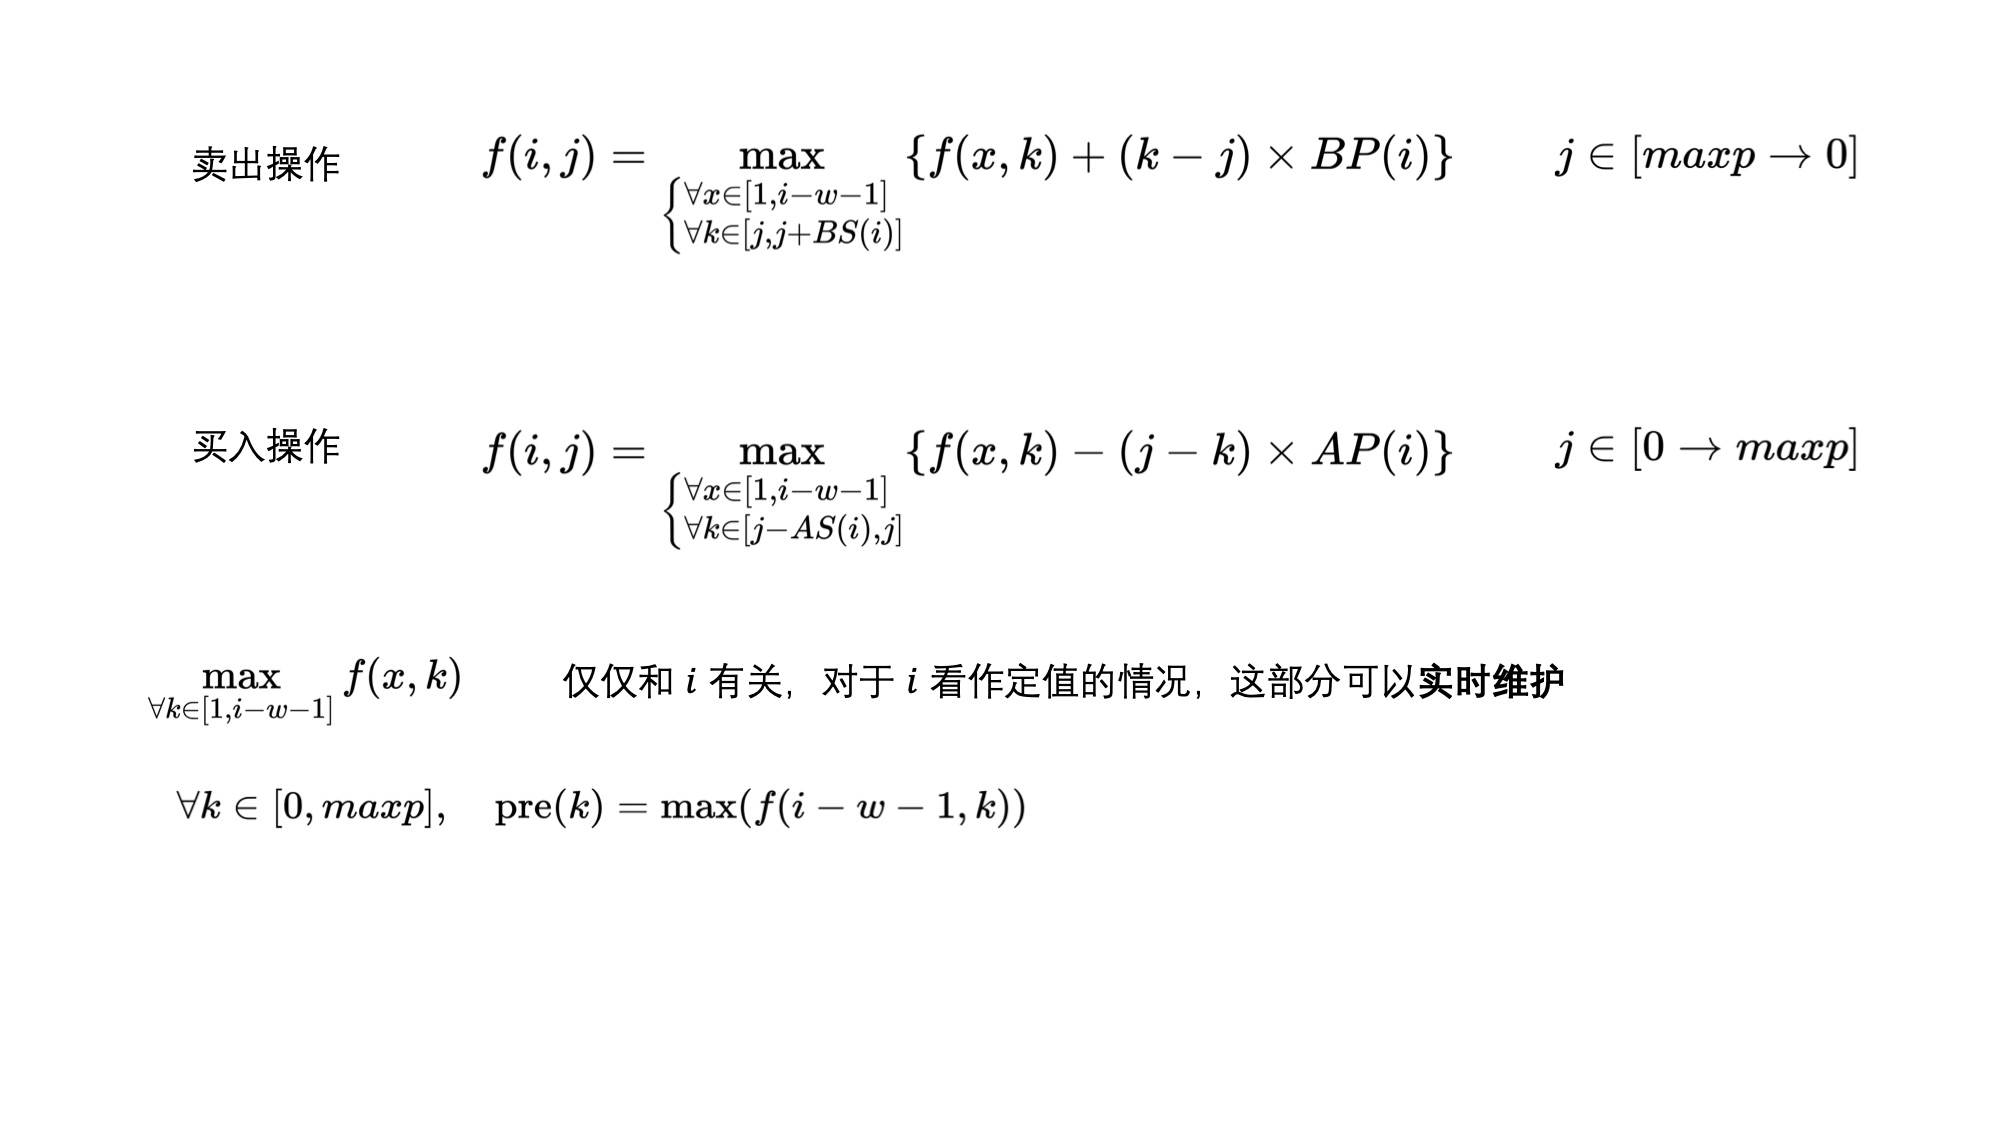 卖出操作 $f(i,j)=\max_{\begin{cases}\forall x\in[1,i-w-1]\\\forall k\in[j,j+BS(i)]\end{cases}}\{f(x,k)+(k-j)\times BP(i)\}$ $j\in[maxp\to 0]$
买入操作 $f(i,j)=\max_{\begin{cases}\forall x\in[1,i-w-1]\\\forall k\in[j-AS(i),j]\end{cases}}\{f(x,k)-(j-k)\times AP(i)\}$ $j\in[0\to maxp]$
$\max_{\forall k\in[1,i-w-1]}f(x,k)$ 仅仅和 i 有关，对于 i 看作定值的情况，这部分可以实时维护
$\forall k\in[0,maxp],\quad \text{pre}(k)=\max(f(i-w-1,k))$